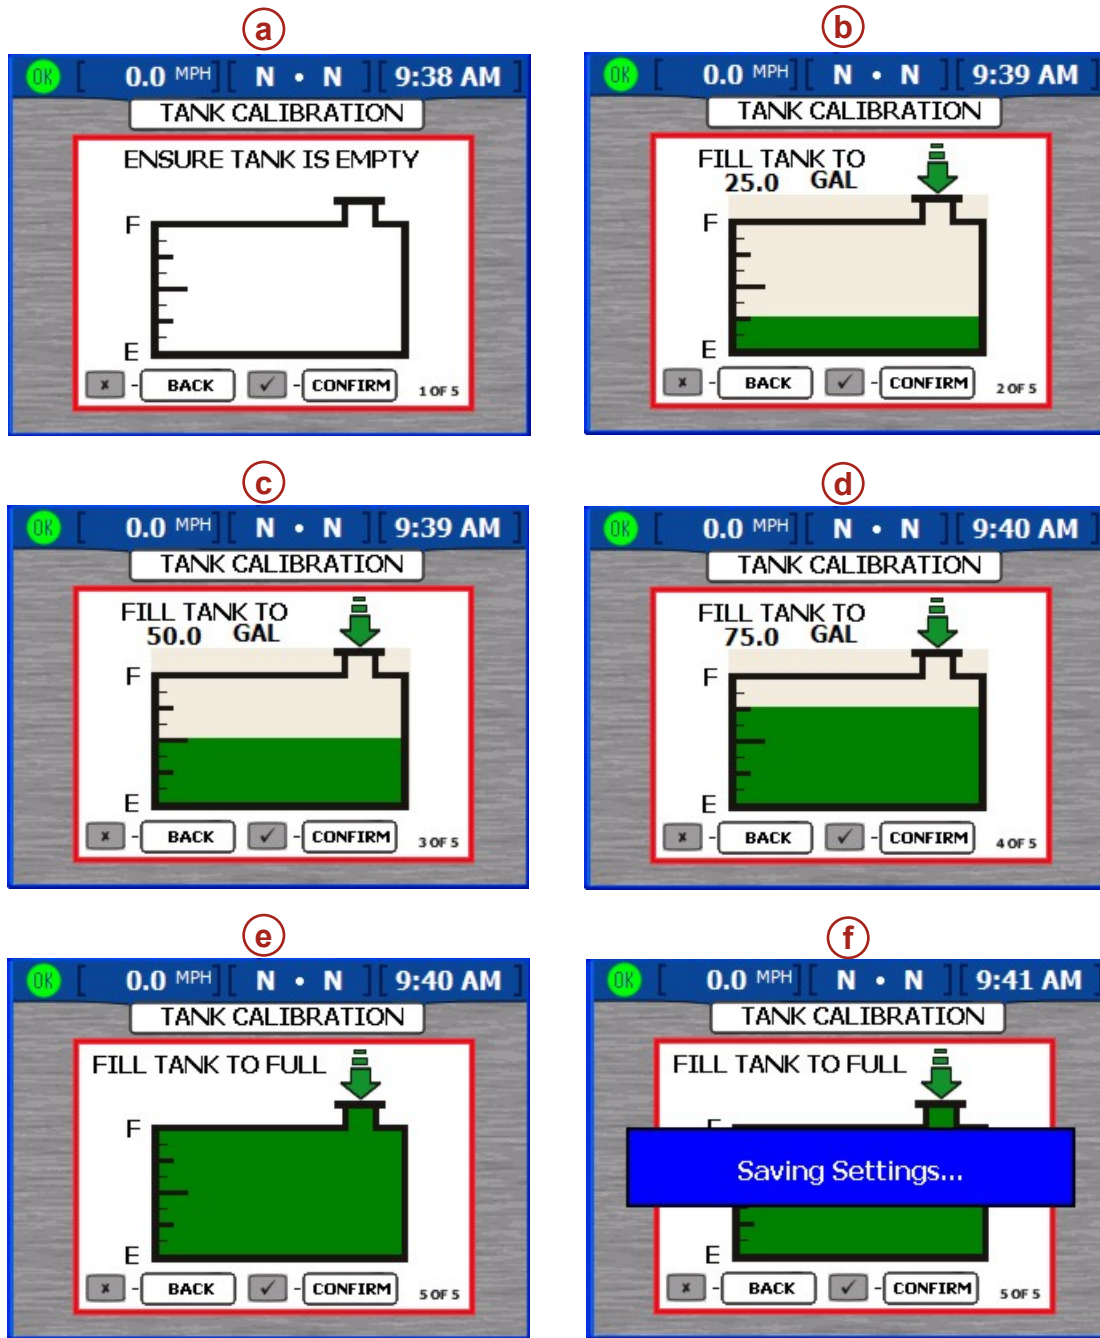 a
OK [ 0.0 MPH ] [ N • N ] [ 9:38 AM ]
TANK CALIBRATION
ENSURE TANK IS EMPTY
F
E
x - BACK ✓ - CONFIRM 1 OF 5
b
OK [ 0.0 MPH ] [ N • N ] [ 9:39 AM ]
TANK CALIBRATION
FILL TANK TO
25.0 GAL
F
E
x - BACK ✓ - CONFIRM 2 OF 5
c
OK [ 0.0 MPH ] [ N • N ] [ 9:39 AM ]
TANK CALIBRATION
FILL TANK TO
50.0 GAL
F
E
x - BACK ✓ - CONFIRM 3 OF 5
d
OK [ 0.0 MPH ] [ N • N ] [ 9:40 AM ]
TANK CALIBRATION
FILL TANK TO
75.0 GAL
F
E
x - BACK ✓ - CONFIRM 4 OF 5
e
OK [ 0.0 MPH ] [ N • N ] [ 9:40 AM ]
TANK CALIBRATION
FILL TANK TO FULL
F
E
x - BACK ✓ - CONFIRM 5 OF 5
f
OK [ 0.0 MPH ] [ N • N ] [ 9:41 AM ]
TANK CALIBRATION
FILL TANK TO FULL
F
Saving Settings...
E
x - BACK ✓ - CONFIRM 5 OF 5